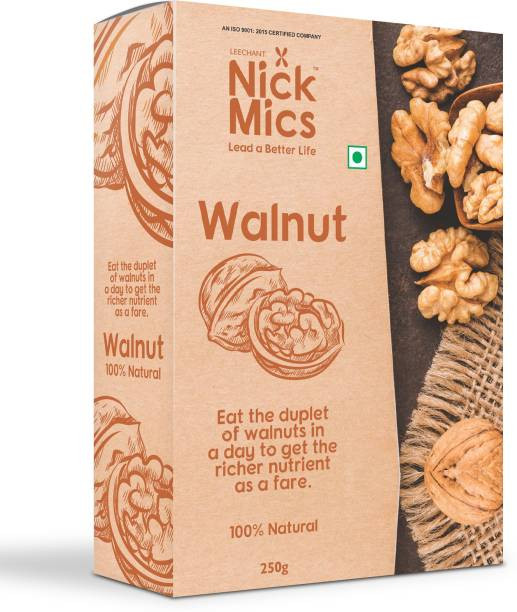 AN ISO 9001: 2015 CERTIFIED COMPANY
LEECHANT
Nick™
Mics
Lead a Better Life
Walnut
Eat the duplet
of walnuts in
a day to get the
richer nutrient
as a fare.
100% Natural
250g
Eat the duplet
of walnuts in
a day to get the
richer nutrient
as a fare.
Walnut
100% Natural